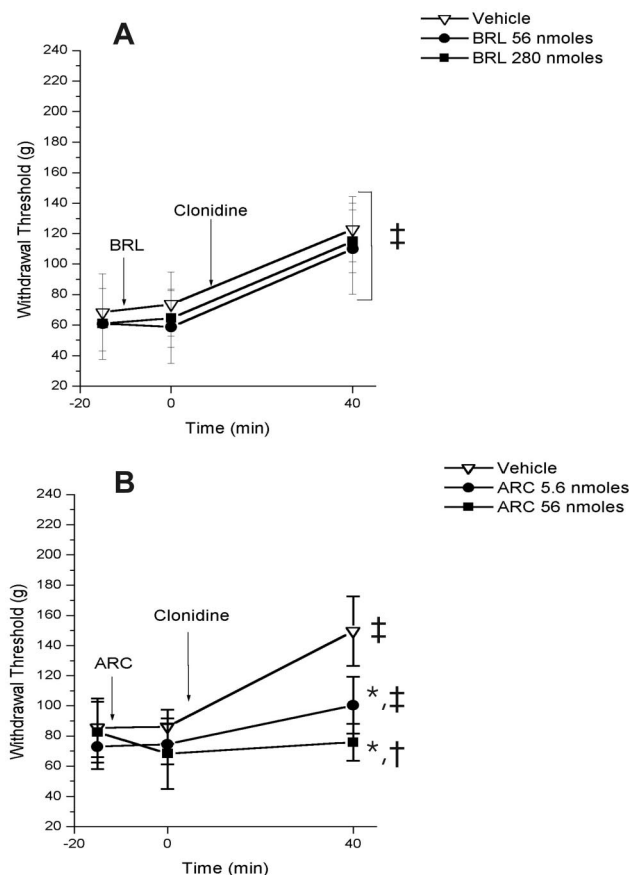 A
Vehicle
BRL 56 nmoles
BRL 280 nmoles
240
220
200
180
160
140
120
100
80
60
40
20
Withdrawal Threshold (g)
BRL
Clonidine
‡
-20
0
40
Time (min)
B
Vehicle
ARC 5.6 nmoles
ARC 56 nmoles
240
220
200
180
160
140
120
100
80
60
40
20
Withdrawal Threshold (g)
ARC
Clonidine
‡
*,‡
*,†
-20
0
40
Time (min)